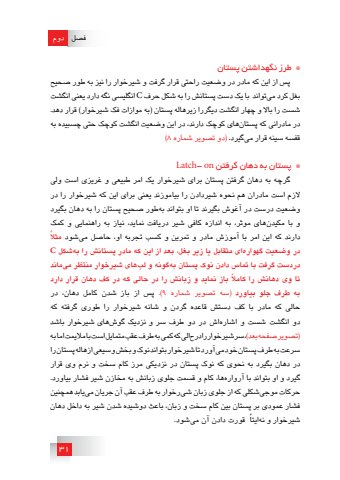 فصل دوم
* طرز نگهداشتن پستان
پس از این که مادر در وضعیت راحتی قرار گرفت و شیرخوار را نیز به طور صحیح
بغل کرد می‌تواند با یک دست پستانش را به شکل حرف C انگلیسی نگه دارد یعنی انگشت
شست را بالا و چهار انگشت دیگر را زیر هاله پستان (به موازات فک شیرخوار) قرار دهد.
در مادرانی که پستان‌های کوچک دارند، در این وضعیت انگشت کوچک حتی چسبیده به
قفسه سینه قرار می‌گیرد. (دو تصویر شماره ۸)
* پستان به دهان گرفتن Latch– on
گرچه به دهان گرفتن پستان برای شیرخوار یک امر طبیعی و غریزی است ولی
لازم است مادران هم نحوه شیردادن را بیاموزند یعنی برای این که شیرخوار را در
وضعیت درست در آغوش بگیرند تا او بتواند به‌طور صحیح پستان را به دهان بگیرد
و با مکیدن‌های موثر، به اندازه کافی شیر دریافت نماید، نیاز به راهنمایی و کمک
دارند که این امر با آموزش مادر و تمرین و کسب تجربه او، حاصل می‌شود مثلاً
در وضعیت گهواره‌ای متقابل یا زیر بغل، بعد از این که مادر پستانش را به‌شکل C
دردست گرفت با تماس دادن نوک پستان به‌گونه و لب‌های شیرخوار منتظر می‌ماند
تا وی دهانش را کاملاً باز نماید و زبانش را در حالی که در کف دهان قرار دارد
به طرف جلو بیاورد (سه تصویر شماره ۹). پس از باز شدن کامل دهان، در
حالی که مادر با کف دستش قاعده گردن و شانه شیرخوار را طوری گرفته که
دو انگشت شست و اشاره‌اش در دو طرف سر و نزدیک گوش‌های شیرخوار باشد
(تصویر صفحه بعد)، سر شیرخوار را درحالی که کمی به طرف عقب متمایل است با ملایمت اما به
سرعت به طرف پستان خود می‌آورد تا شیرخوار بتواند نوک و بخش وسیعی از هاله پستان را
در دهان بگیرد به نحوی که نوک پستان در نزدیکی مرز کام سخت و نرم وی قرار
گیرد و او بتواند با آرواره‌ها، کام و قسمت جلوی زبانش به مخازن شیر فشار بیاورد.
حرکات موجی‌شکلی که از جلوی زبان شی‌رخوار به طرف عقب آن جریان می‌یابد همچنین
فشار عمودی بر پستان بین کام سخت و زبان، باعث دوشیده شدن شیر به داخل دهان
شیرخوار و نهایتاً قورت دادن آن می‌شود.
۳۱